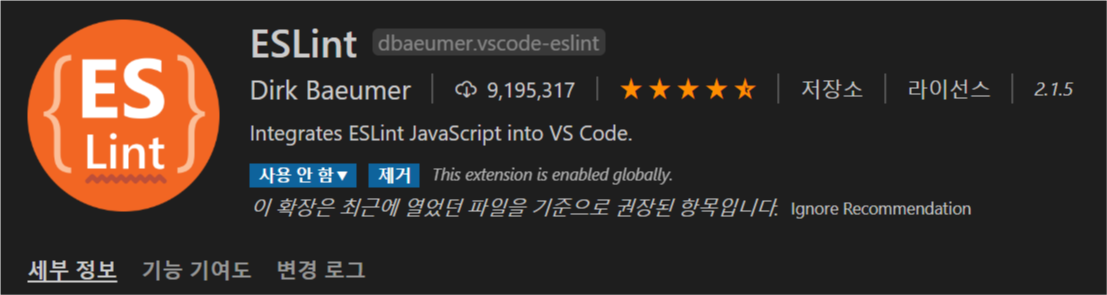 {ES
Lint}
ESLint dbaeumer.vscode-eslint
Dirk Baeumer 9,195,317 저장소 라이선스 2.1.5
Integrates ESLint JavaScript into VS Code.
사용 안 함▼ 제거 This extension is enabled globally.
이 확장은 최근에 열었던 파일을 기준으로 권장된 항목입니다. Ignore Recommendation
세부 정보 기능 기여도 변경 로그